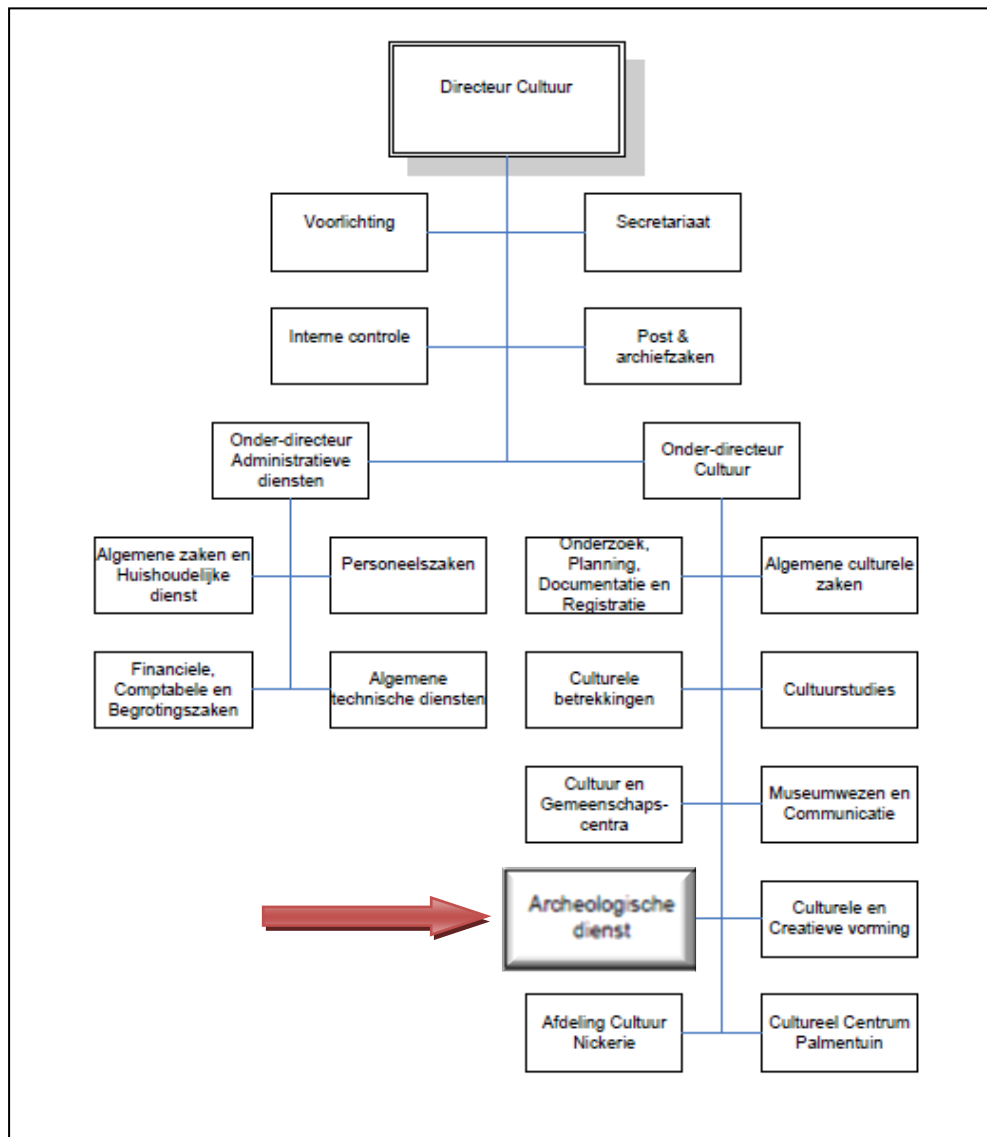 Directeur Cultuur
Voorlichting
Secretariaat
Interne controle
Post &
archiefzaken
Onder-directeur
Administratieve
diensten
Onder-directeur
Cultuur
Algemene zaken en
Huishoudelijke
dienst
Personeelszaken
Onderzoek,
Planning,
Documentatie en
Registratie
Algemene culturele
zaken
Financiele,
Comptabele en
Begrotingszaken
Algemene
technische diensten
Culturele
betrekkingen
Cultuurstudies
Cultuur en
Gemeenschaps-
centra
Museumwezen en
Communicatie
Archeologische
dienst
Culturele en
Creatieve vorming
Afdeling Cultuur
Nickerie
Cultureel Centrum
Palmentuin